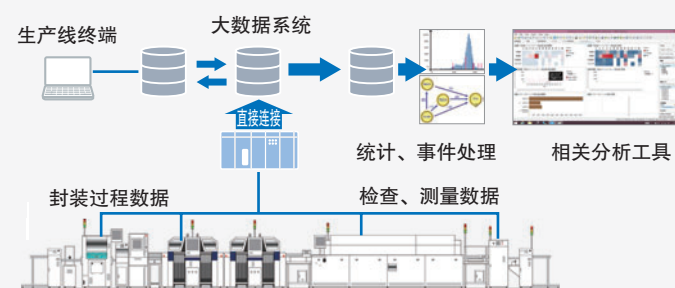 生产线终端
大数据系统
直接连接
统计、事件处理
相关分析工具
封装过程数据
检查、测量数据